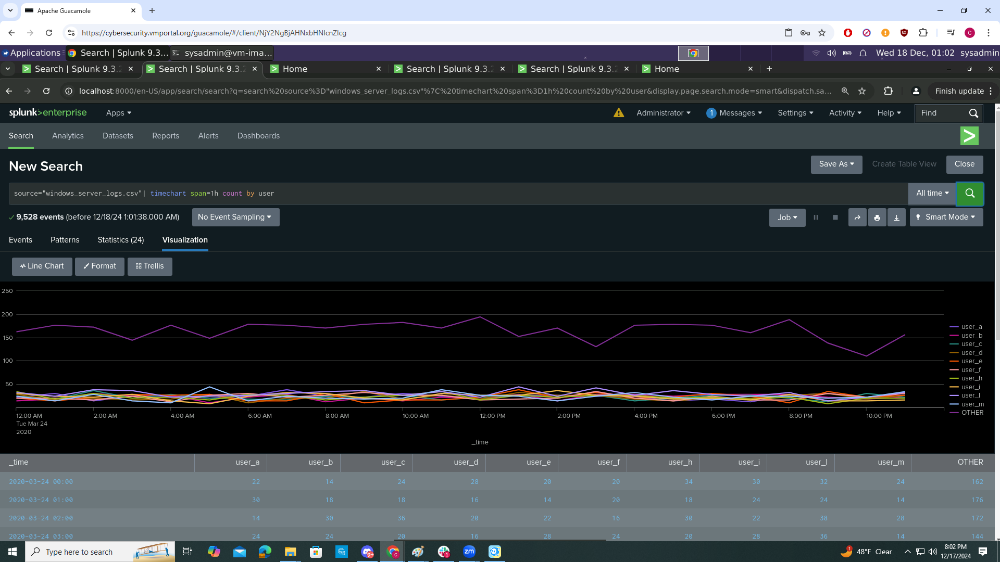 Apache Guacamole
https://cybersecurity.vmportal.org/guacamole/#/client/NjY2NgBjAHNxbHNlcnZlcg
C
Applications
Search | Splunk 9.3...
sysadmin@vm-ima...
Wed 18 Dec, 01:02 sysadmin
Search | Splunk 9.3.2
Search | Splunk 9.3.2
Home
Search | Splunk 9.3.2
Search | Splunk 9.3.2
Home
localhost:8000/en-US/app/search/search?q=search%20source%3D"windows_server_logs.csv"%7C%20timechart%20span%3D1h%20count%20by%20user&display.page.search.mode=smart&dispatch.sa...
Finish update
splunk>enterprise
Apps
Administrator
1 Messages
Settings
Activity
Help
Find
Search
Analytics
Datasets
Reports
Alerts
Dashboards
New Search
Save As
Create Table View
Close
source="windows_server_logs.csv"| timechart span=1h count by user
All time
9,528 events (before 12/18/24 1:01:38.000 AM)
No Event Sampling
Job
Smart Mode
Events
Patterns
Statistics (24)
Visualization
Line Chart
Format
Trellis
250
200
150
100
50
12:00 AM
Tue Mar 24
2020
2:00 AM
4:00 AM
6:00 AM
8:00 AM
10:00 AM
12:00 PM
2:00 PM
4:00 PM
6:00 PM
8:00 PM
10:00 PM
_time
user_a
user_b
user_c
user_d
user_e
user_f
user_h
user_i
user_l
user_m
OTHER
_time user_a user_b user_c user_d user_e user_f user_h user_i user_l user_m OTHER
2020-03-24 00:00 22 14 24 28 20 20 34 30 32 24 162
2020-03-24 01:00 30 18 18 16 14 20 18 24 24 14 176
2020-03-24 02:00 14 30 36 20 22 16 30 22 38 28 172
2020-03-24 03:00 24 24 20 16 28 24 20 28 36 14 144
Type here to search
9+
C
1
zm
1
48°F Clear
8:02 PM
12/17/2024